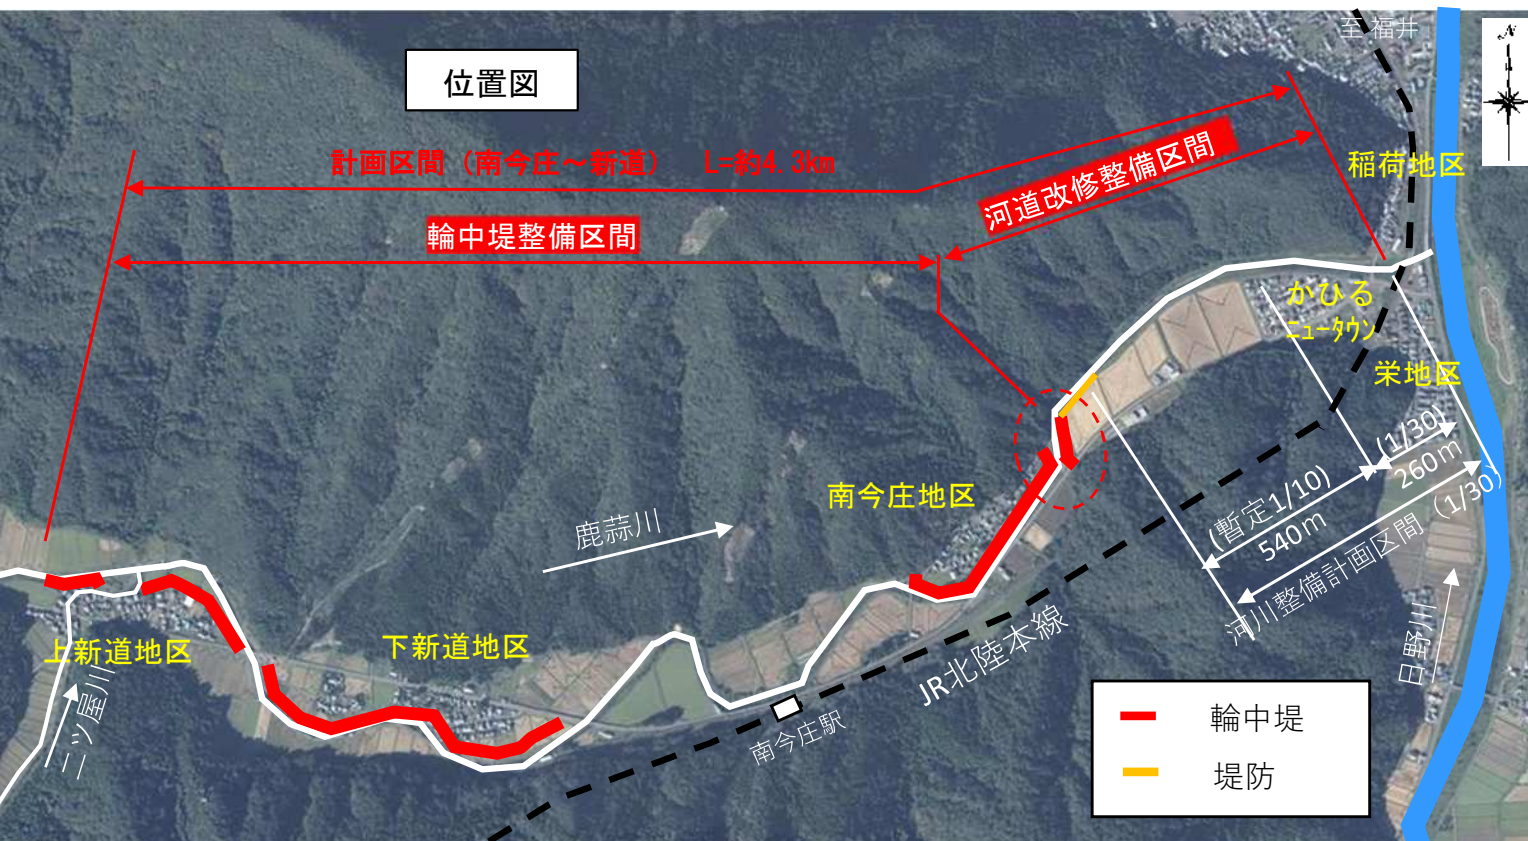 至 福井
位置図
計画区間（南今庄～新道）　L=約4.3km
河道改修整備区間
稲荷地区
輪中堤整備区間
かひる
ニュータウン
栄地区
(1/30)
260m
(暫定1/10)
540m
河川整備計画区間（1/30）
南今庄地区
鹿蒜川
日野川
上新道地区
下新道地区
二ツ屋川
JR北陸本線
南今庄駅
輪中堤
堤防